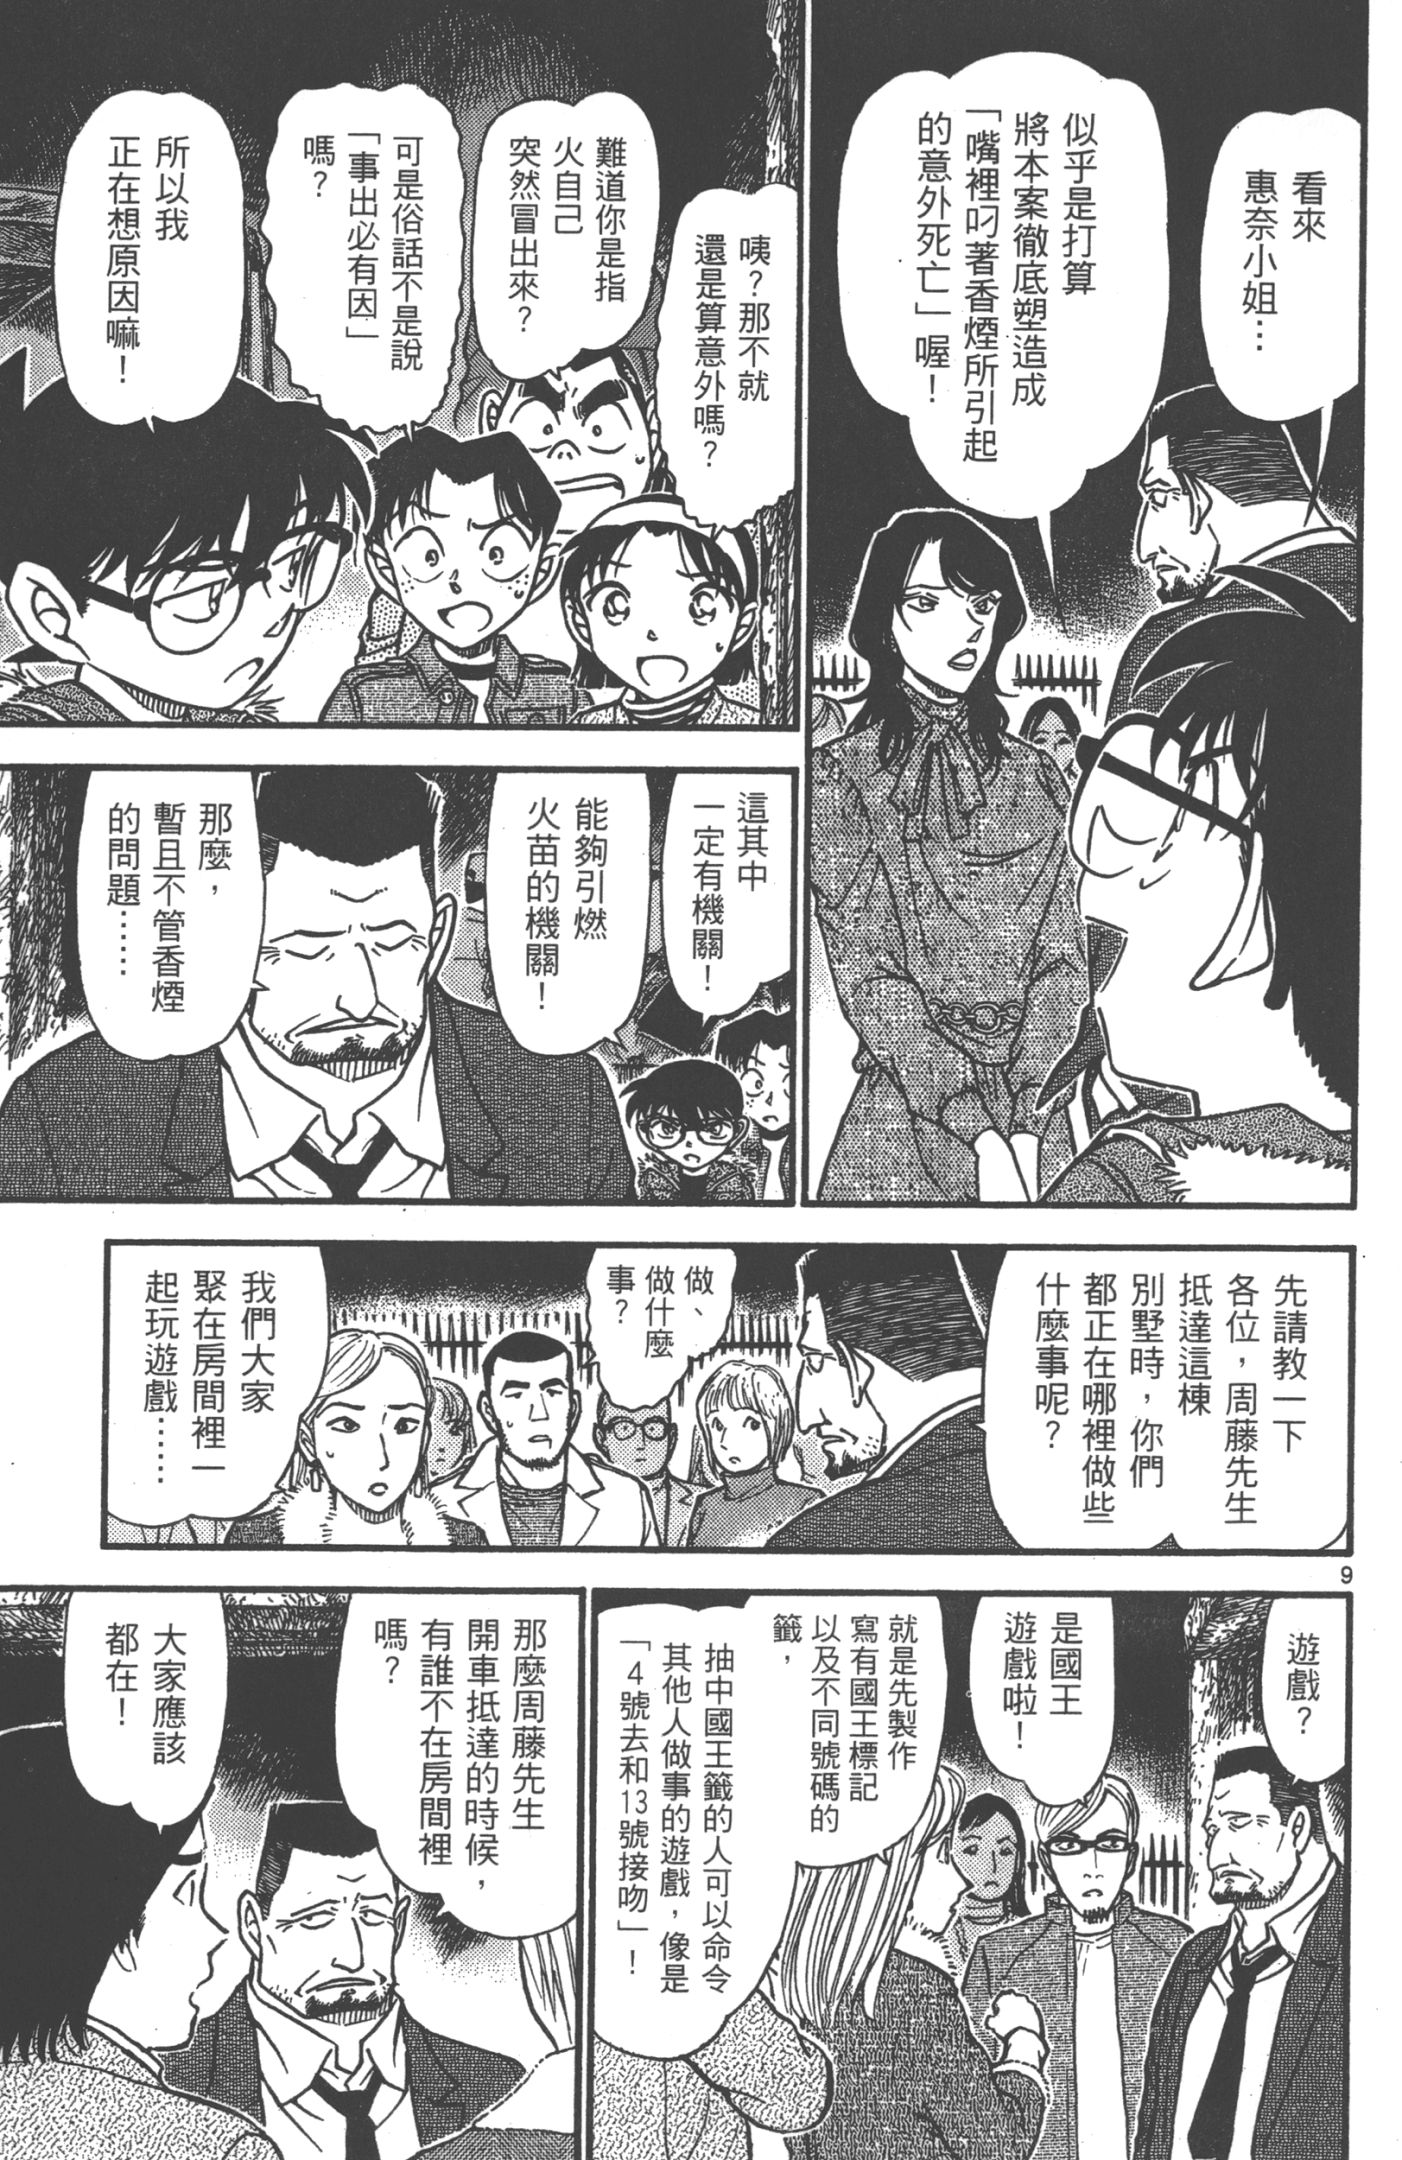 看來
惠奈小姐…
似乎是打算
將本案徹底塑造成
「嘴裡叼著香煙所引起
的意外死亡」喔！
咦？那不就
還是算意外嗎？
難道你是指
火自己
突然冒出來？
可是俗話不是說
「事出必有因」
嗎？
所以我
正在想原因嘛！
這其中
一定有機關！
能夠引燃
火苗的機關！
那麼，
暫且不管香煙
的問題……
先請教一下
各位，周藤先生
抵達這棟
別墅時，你們
都正在哪裡做些
什麼事呢？
做、
做什麼
事？
我們大家
聚在房間裡一
起玩遊戲……
9
遊戲？
是國王
遊戲啦！
就是先製作
寫有國王標記
以及不同號碼的
籤，
抽中國王籤的人可以命令
其他人做事的遊戲，像是
「4號去和13號接吻」！
那麼周藤先生
開車抵達的時候，
有誰不在房間裡
嗎？
大家應該
都在！